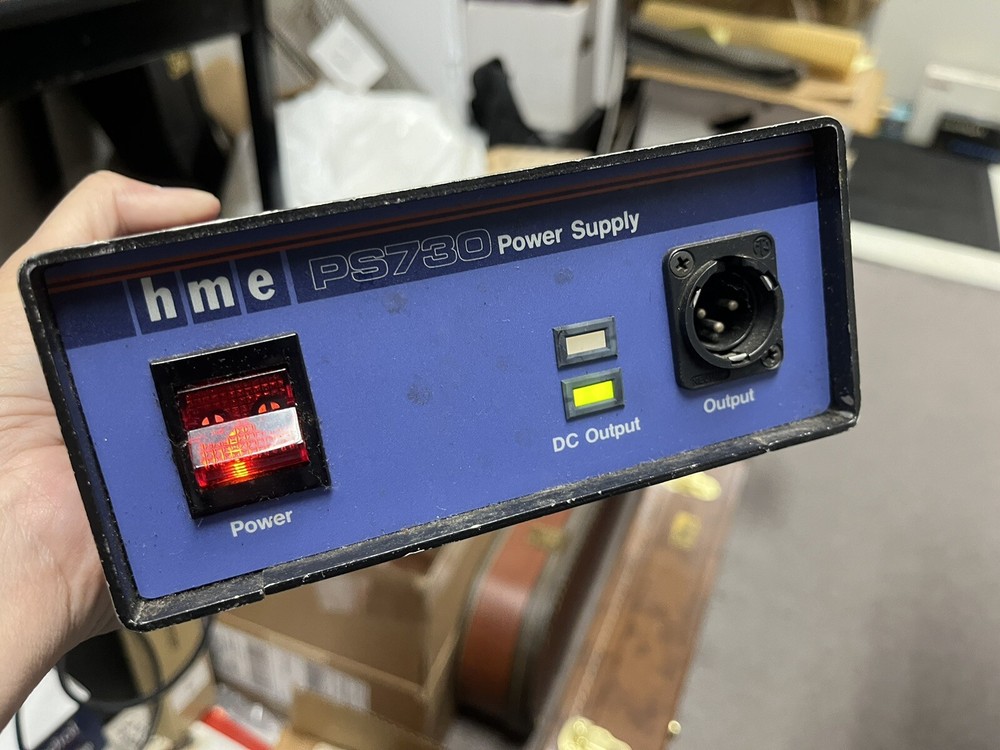 hme PS730 Power Supply
Power
DC Output
Output